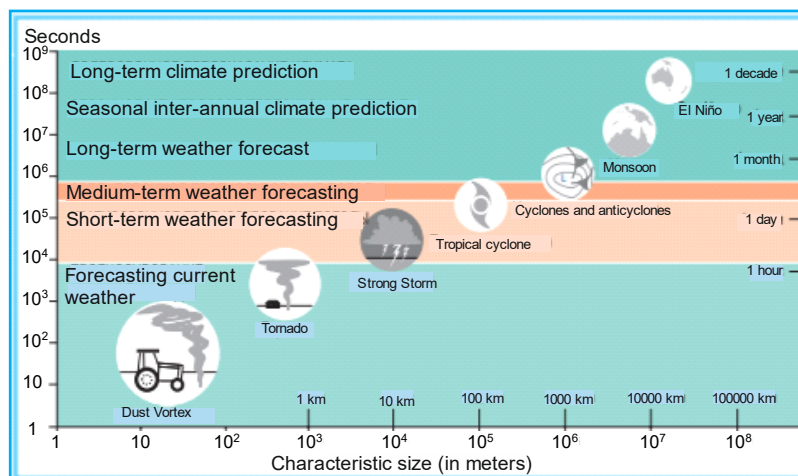 Seconds
10⁹
Long-term climate prediction
1 decade
10⁸
El Niño
Seasonal inter-annual climate prediction
1 year
10⁷
Long-term weather forecast
1 month
Monsoon
10⁶
L
Medium-term weather forecasting
Cyclones and anticyclones
10⁵
Short-term weather forecasting
1 day
Tropical cyclone
10⁴
1 hour
Forecasting current
weather
Strong Storm
10³
Tornado
10²
10
1 km
10 km
100 km
1000 km
10000 km
100000 km
Dust Vortex
1
1 10 10² 10³ 10⁴ 10⁵ 10⁶ 10⁷ 10⁸
Characteristic size (in meters)